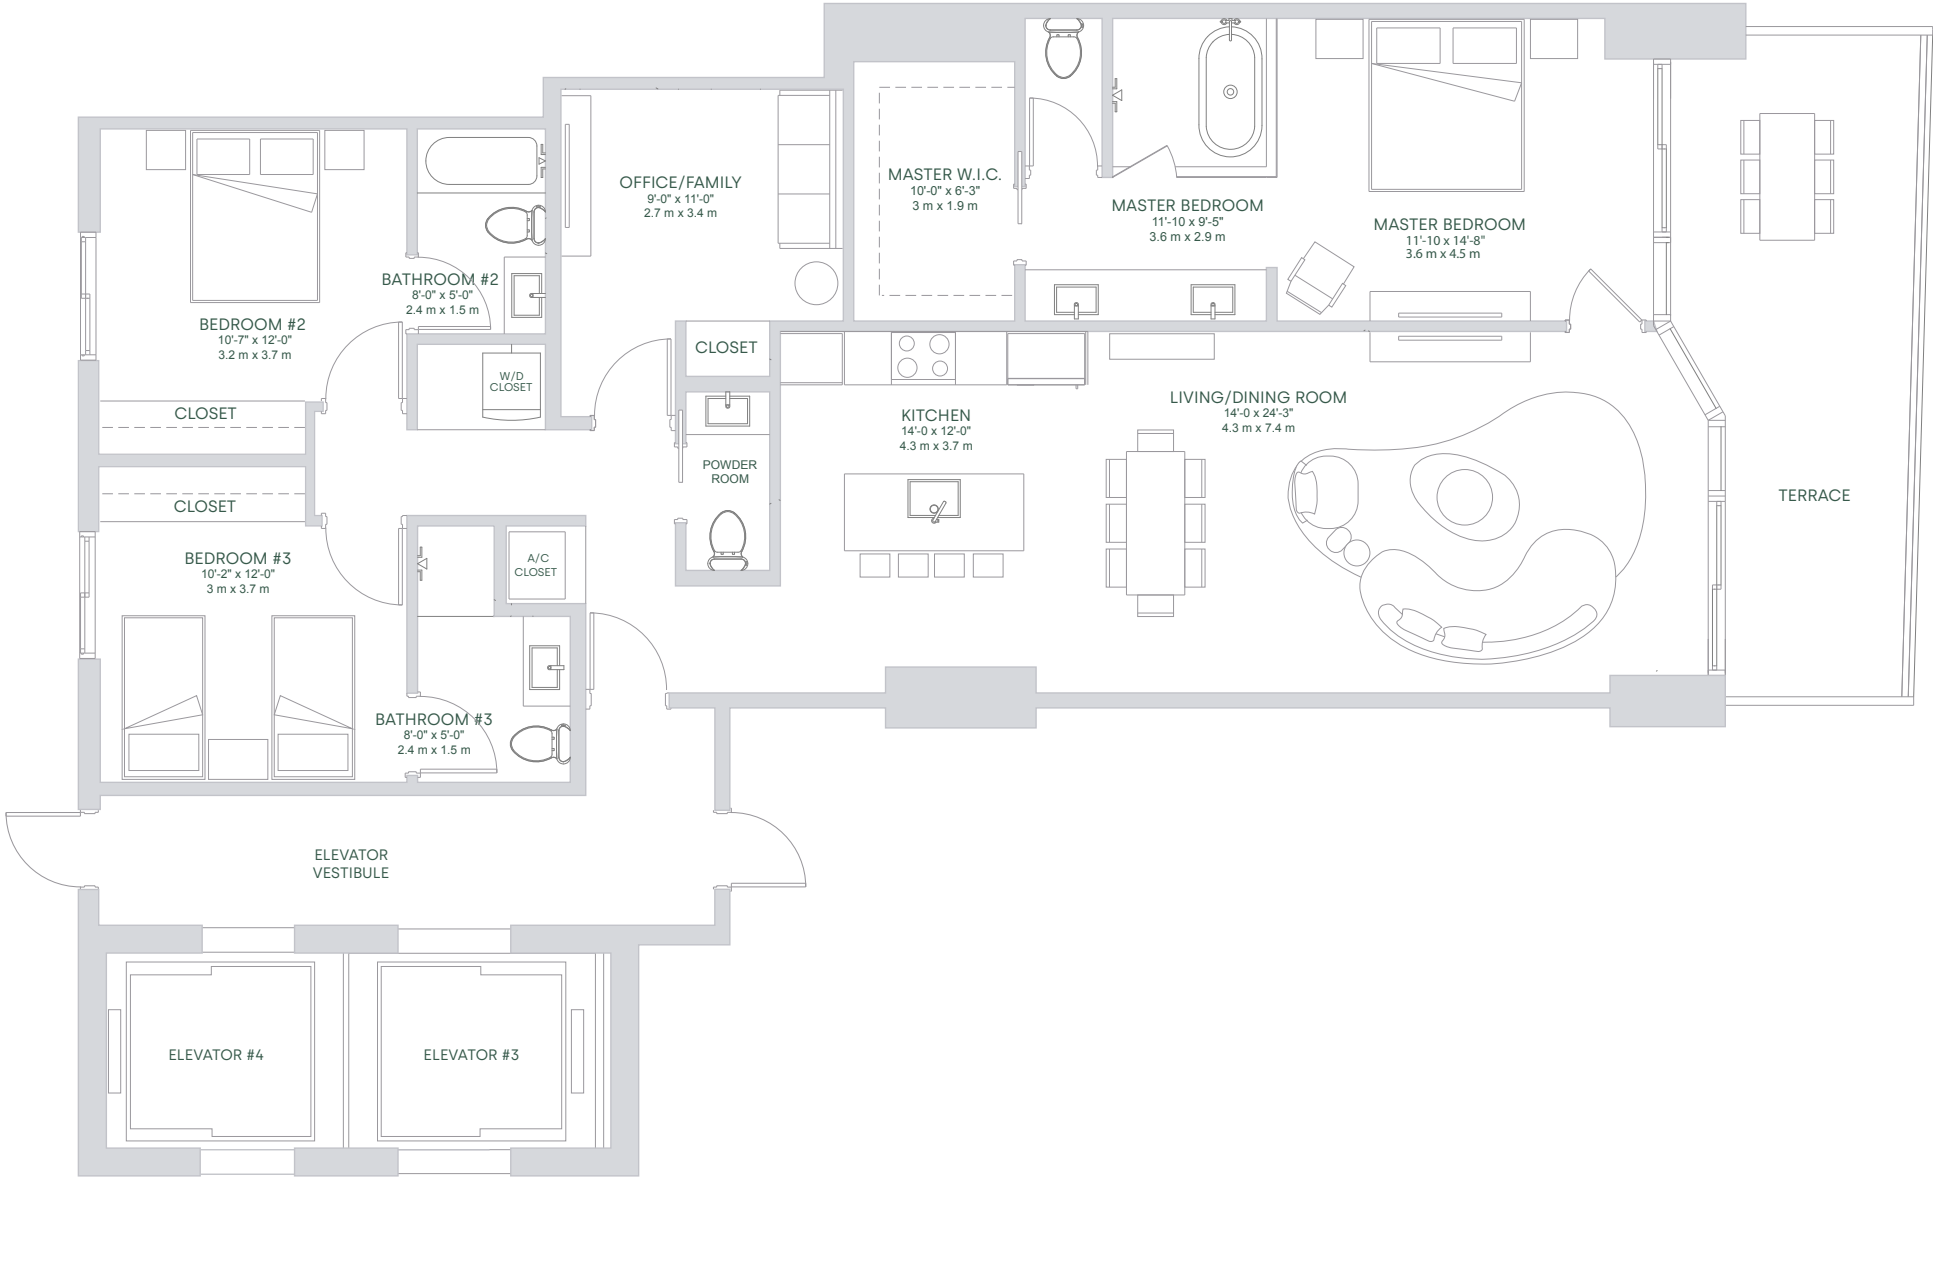 OFFICE/FAMILY
9'-0" x 11'-0"
2.7 m x 3.4 m
MASTER W.I.C.
10'-0" x 6'-3"
3 m x 1.9 m
MASTER BEDROOM
11'-10 x 9'-5"
3.6 m x 2.9 m
MASTER BEDROOM
11'-10 x 14'-8"
3.6 m x 4.5 m
BATHROOM #2
8'-0" x 5'-0"
2.4 m x 1.5 m
BEDROOM #2
10'-7" x 12'-0"
3.2 m x 3.7 m
CLOSET
W/D
CLOSET
CLOSET
KITCHEN
14'-0 x 12'-0"
4.3 m x 3.7 m
LIVING/DINING ROOM
14'-0 x 24'-3"
4.3 m x 7.4 m
POWDER
ROOM
TERRACE
CLOSET
BEDROOM #3
10'-2" x 12'-0"
3 m x 3.7 m
A/C
CLOSET
BATHROOM #3
8'-0" x 5'-0"
2.4 m x 1.5 m
ELEVATOR
VESTIBULE
ELEVATOR #4
ELEVATOR #3